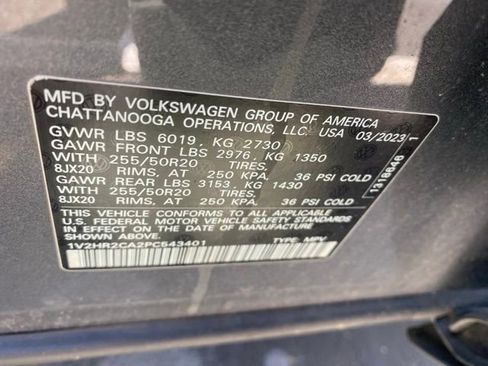 MFD BY VOLKSWAGEN GROUP OF AMERICA
CHATTANOOGA OPERATIONS, LLC. USA 03/2023
GVWR LBS 6019, KG 2730
GAWR FRONT LBS 2976, KG 1350
WITH 255/50R20 TIRES,
8JX20 RIMS, AT 250 KPA, 36 PSI COLD
GAWR REAR LBS 3153, KG 1430
WITH 255/50R20 TIRES,
8JX20 RIMS, AT 250 KPA, 36 PSI COLD
THIS VEHICLE CONFORMS TO ALL APPLICABLE
U.S. FEDERAL MOTOR VEHICLE SAFETY STANDARDS
IN EFFECT ON THE DATE OF MANUFACTURE
SHOWN ABOVE.
1V2HR2CA2PC543401 TYPE: MPV
1318646